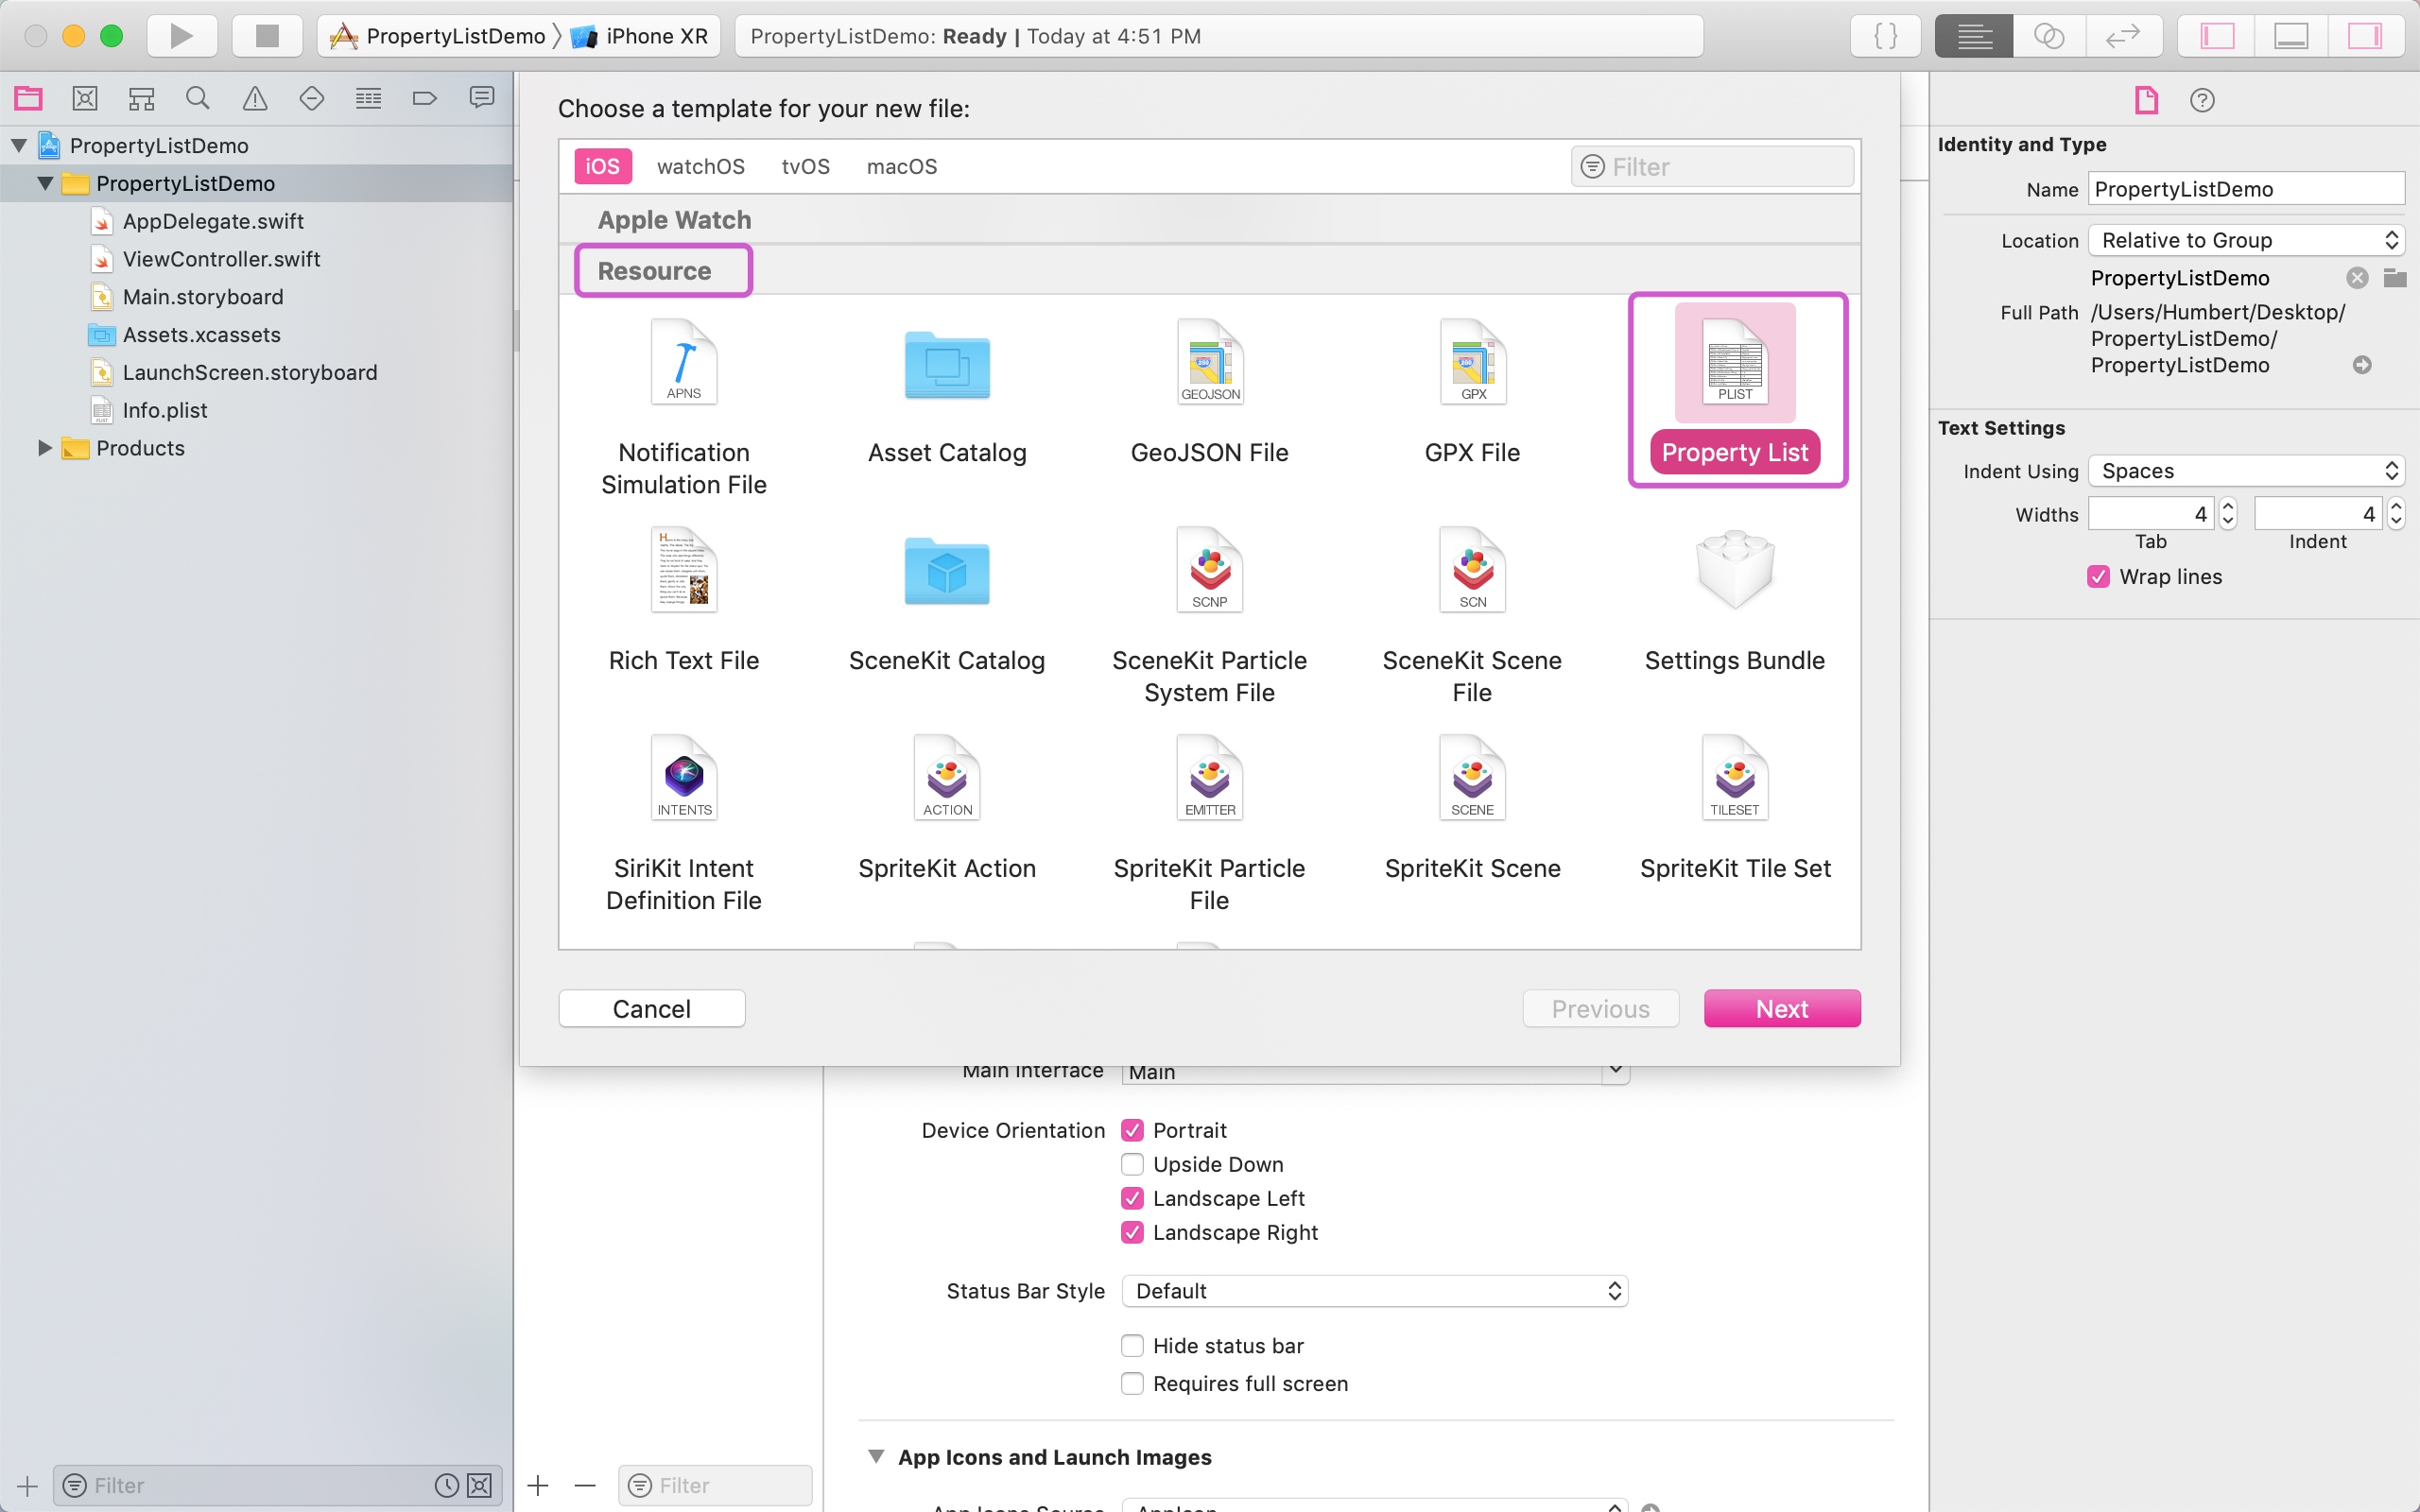 PropertyListDemo
iPhone XR
PropertyListDemo: Ready | Today at 4:51 PM
{ }
PropertyListDemo
PropertyListDemo
AppDelegate.swift
ViewController.swift
Main.storyboard
Assets.xcassets
LaunchScreen.storyboard
Info.plist
Products
Filter
Choose a template for your new file:
iOS watchOS tvOS macOS
Filter
Apple Watch
Resource
APNS
GEOJSON
GPX
PLIST
Notification
Simulation File
Asset Catalog
GeoJSON File
GPX File
Property List
SCNP
SCN
Rich Text File
SceneKit Catalog
SceneKit Particle
System File
SceneKit Scene
File
Settings Bundle
INTENTS
ACTION
EMITTER
SCENE
TILESET
SiriKit Intent
Definition File
SpriteKit Action
SpriteKit Particle
File
SpriteKit Scene
SpriteKit Tile Set
Cancel
Previous
Next
Main Interface
Main
Device Orientation
Portrait
Upside Down
Landscape Left
Landscape Right
Status Bar Style
Default
Hide status bar
Requires full screen
App Icons and Launch Images
App Icons Source
AppIcon
Filter
Identity and Type
Name PropertyListDemo
Location Relative to Group
PropertyListDemo
Full Path /Users/Humbert/Desktop/
PropertyListDemo/
PropertyListDemo
Text Settings
Indent Using Spaces
Widths 4 4
Tab Indent
Wrap lines